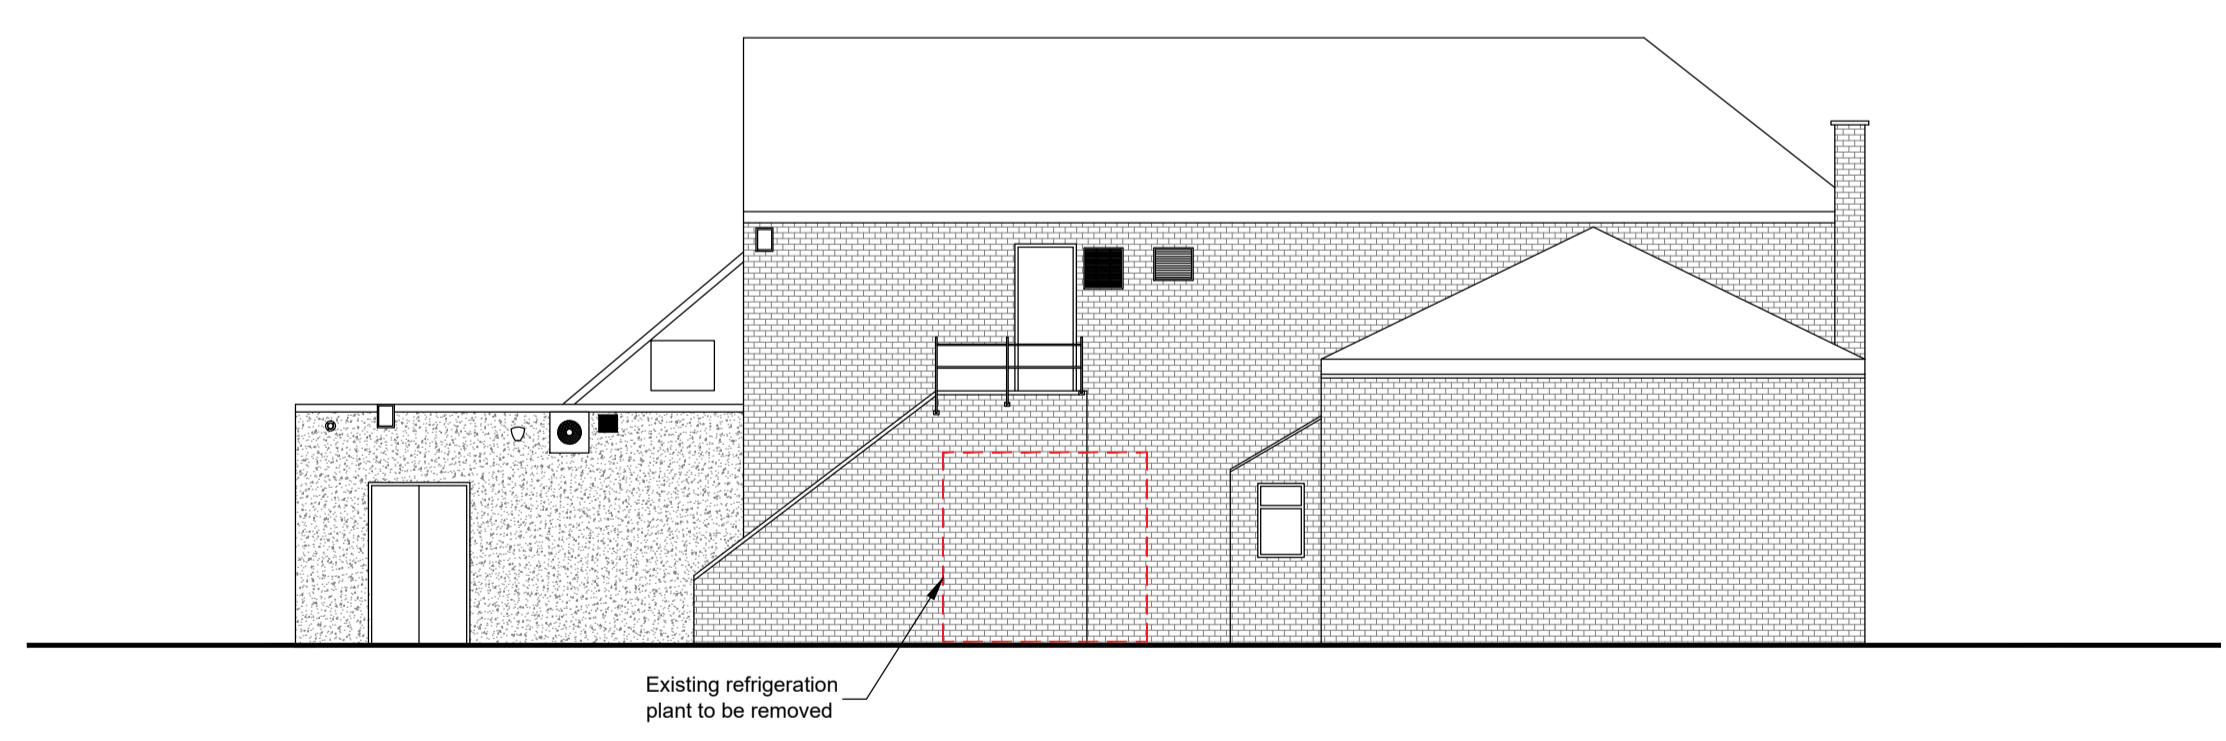 Existing refrigeration
plant to be removed